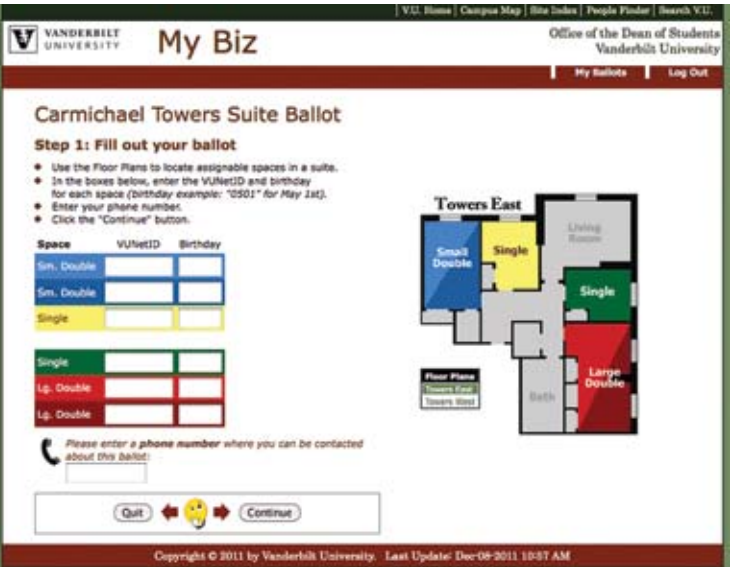 V.U. Home | Campus Map | Site Index | People Finder | Search V.U.
VANDERBILT
UNIVERSITY
My Biz
Office of the Dean of Students
Vanderbilt University
My Ballots
Log Out
Carmichael Towers Suite Ballot
Step 1: Fill out your ballot
Use the Floor Plans to locate assignable spaces in a suite.
In the boxes below, enter the VUNetID and birthday
for each space (birthday example: "0501" for May 1st).
Enter your phone number.
Click the "Continue" button.
Space VUNetID Birthday
Sm. Double
Sm. Double
Single
Single
Lg. Double
Lg. Double
Please enter a phone number where you can be contacted
about this ballot:
Quit
Continue
Towers East
Living
Room
Small
Double
Single
Single
Large
Double
Bath
Floor Plans
Towers East
Towers West
Copyright © 2011 by Vanderbilt University. Last Update: Dec-08-2011 10:37 AM